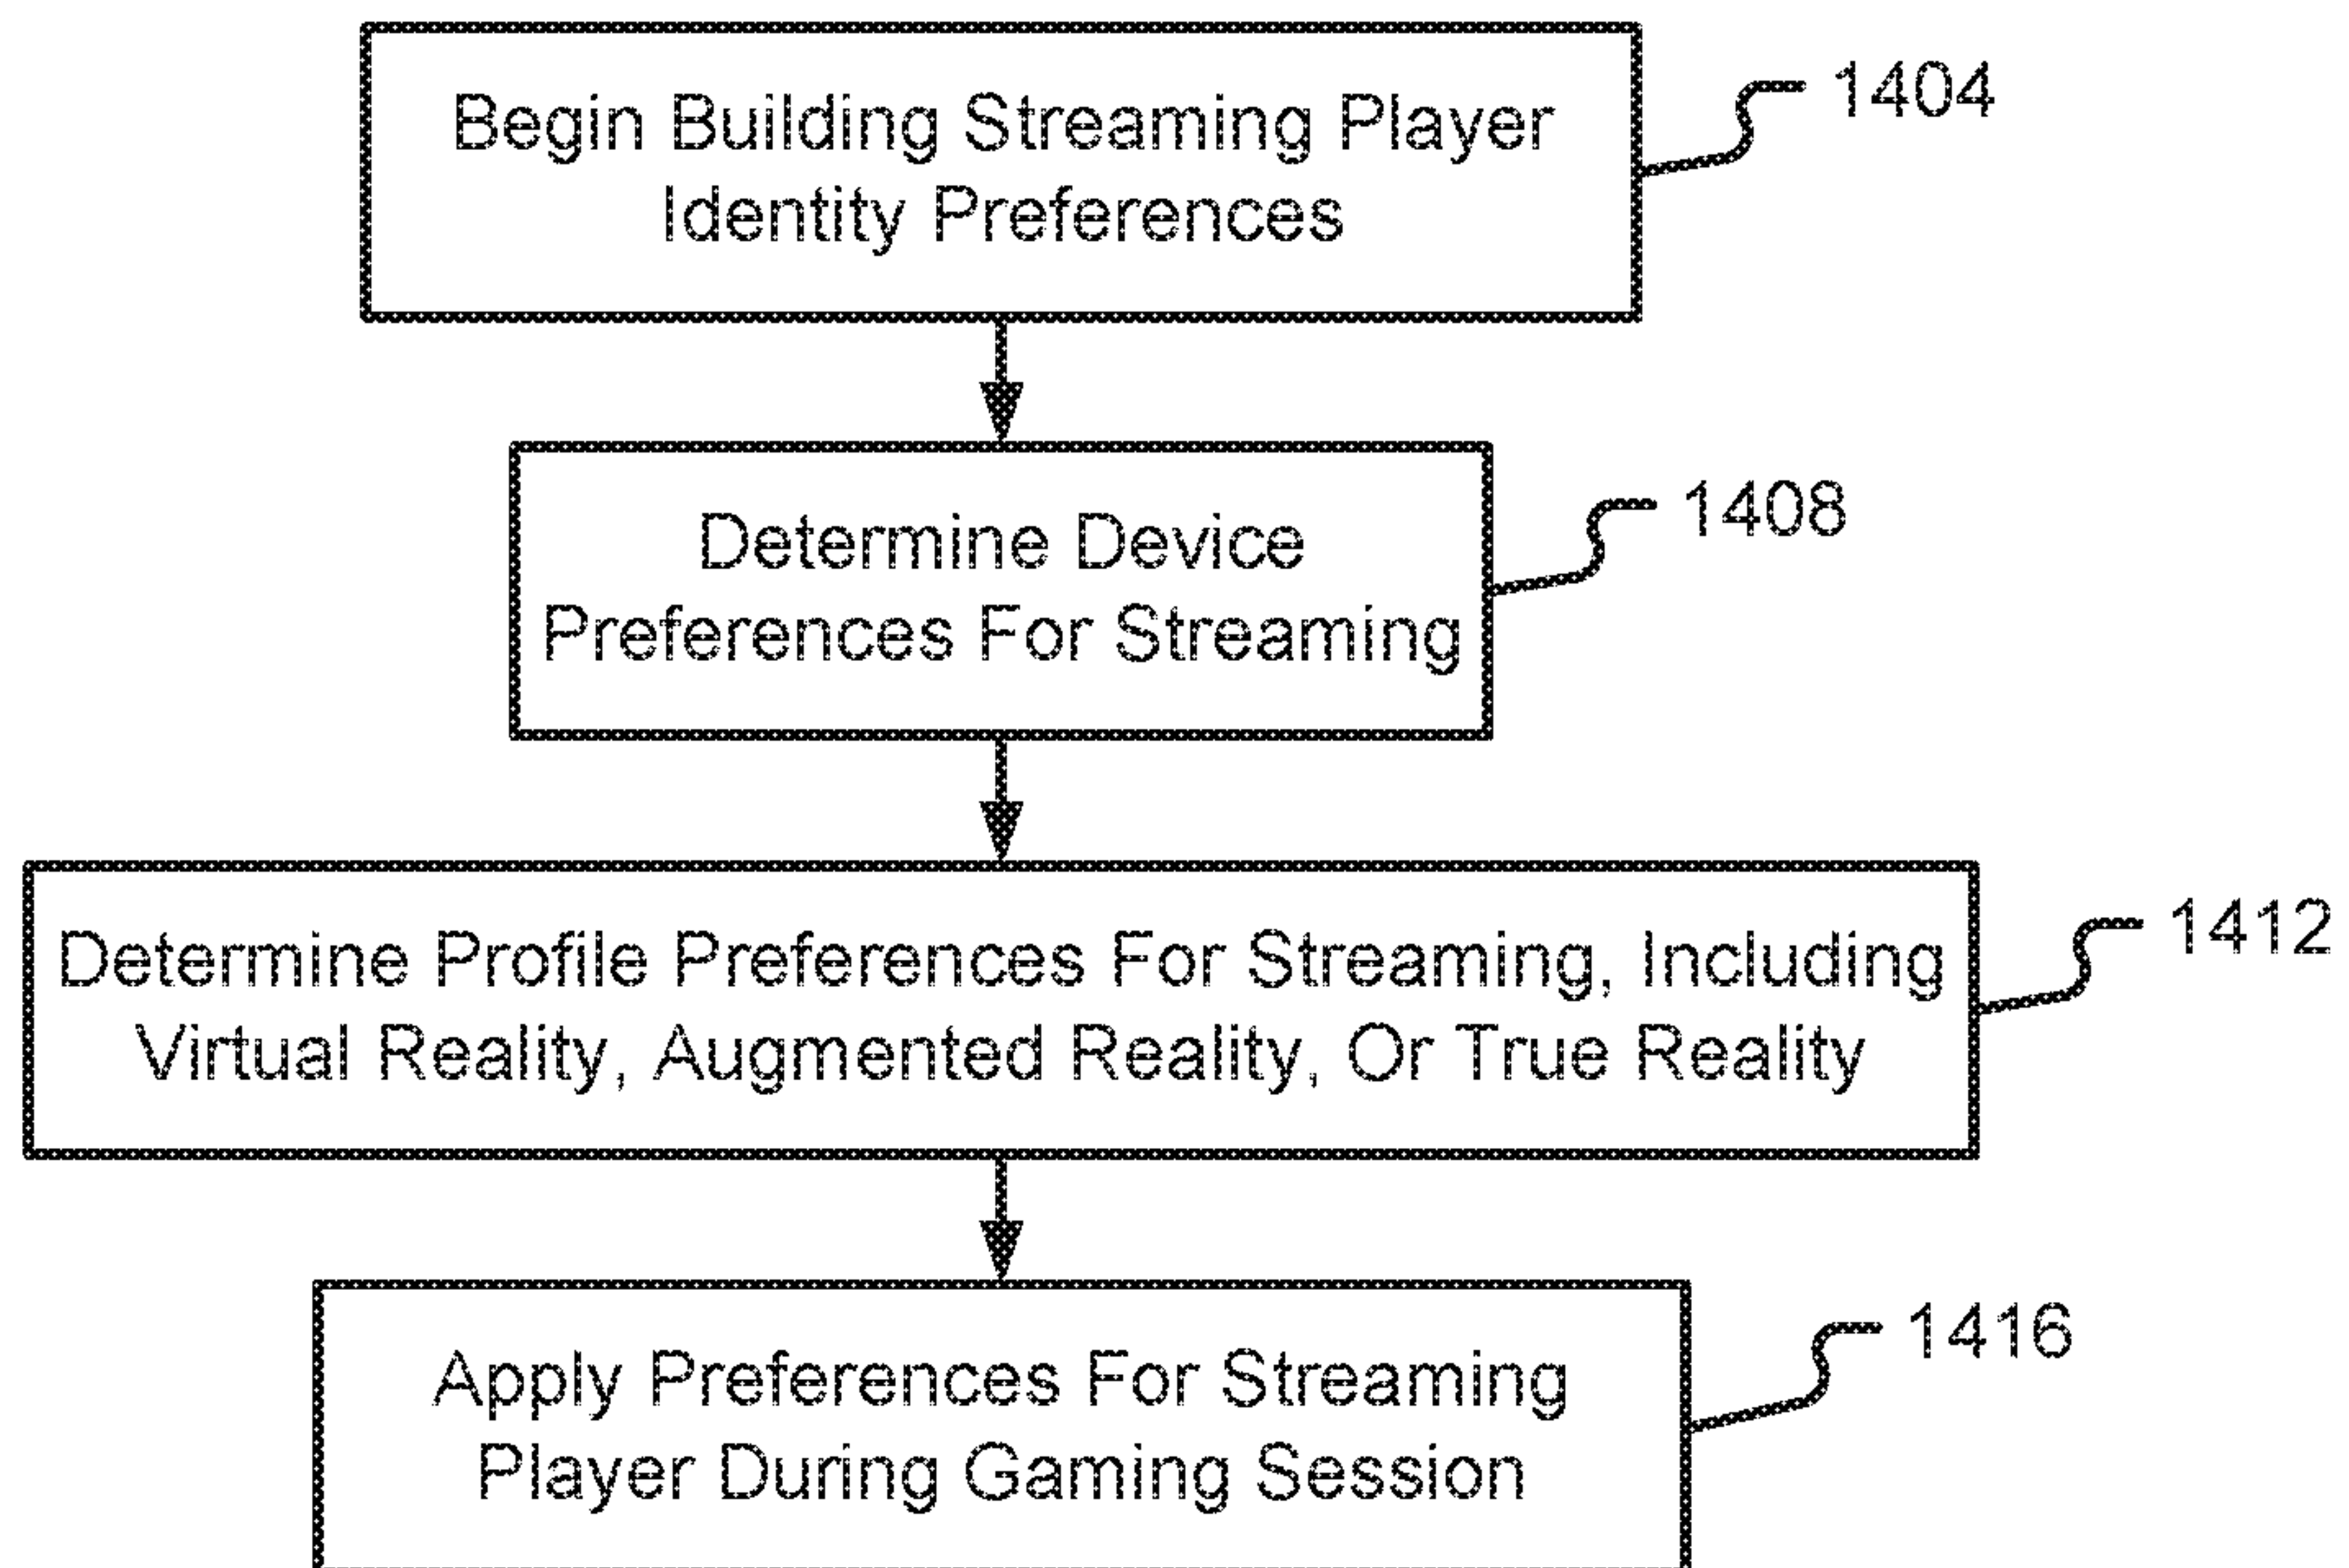 Begin Building Streaming Player
Identity Preferences
1404
Determine Device
Preferences For Streaming
1408
Determine Profile Preferences For Streaming, Including
Virtual Reality, Augmented Reality, Or True Reality
1412
Apply Preferences For Streaming
Player During Gaming Session
1416